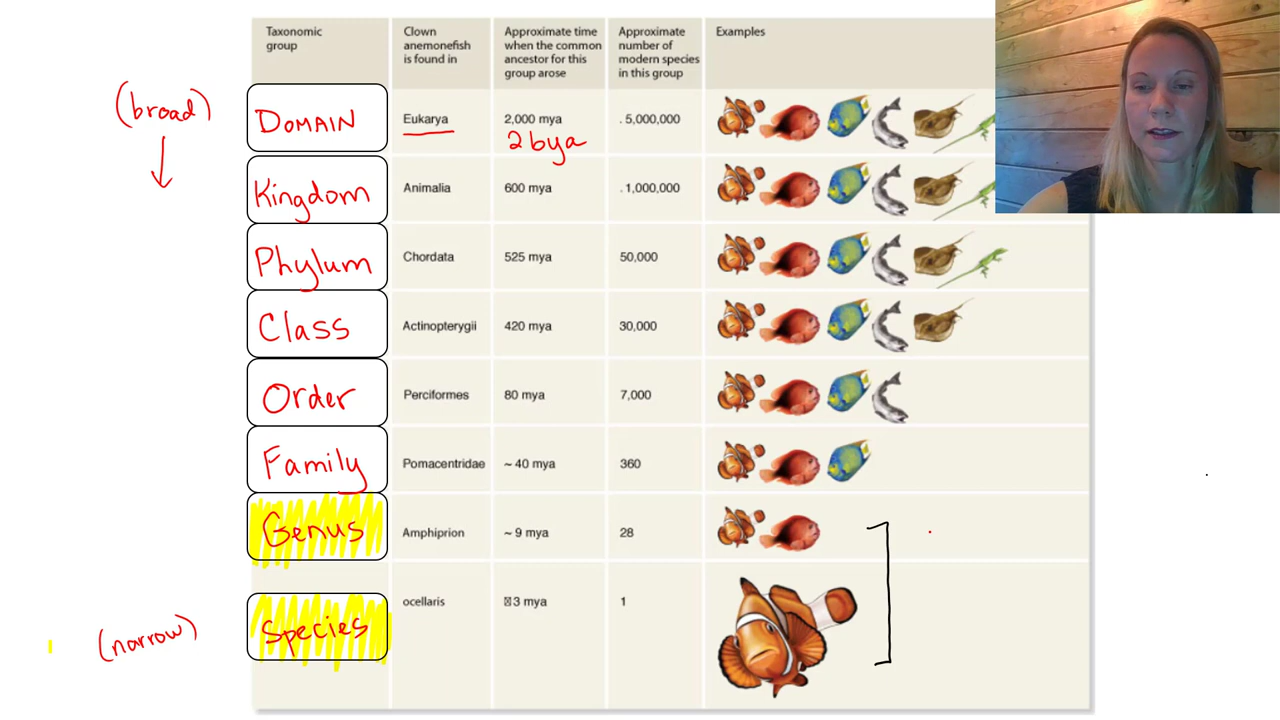 Taxonomic
group
Clown
anemonefish
is found in
Approximate time
when the common
ancestor for this
group arose
Approximate
number of
modern species
in this group
Examples
(broad)
DOMAIN
Eukarya
2,000 mya
2 bya
. 5,000,000
Kingdom
Animalia
600 mya
. 1,000,000
Phylum
Chordata
525 mya
50,000
Class
Actinopterygii
420 mya
30,000
Order
Perciformes
80 mya
7,000
Family
Pomacentridae
~ 40 mya
360
Genus
Amphiprion
~ 9 mya
28
(narrow)
Species
ocellaris
3 mya
1